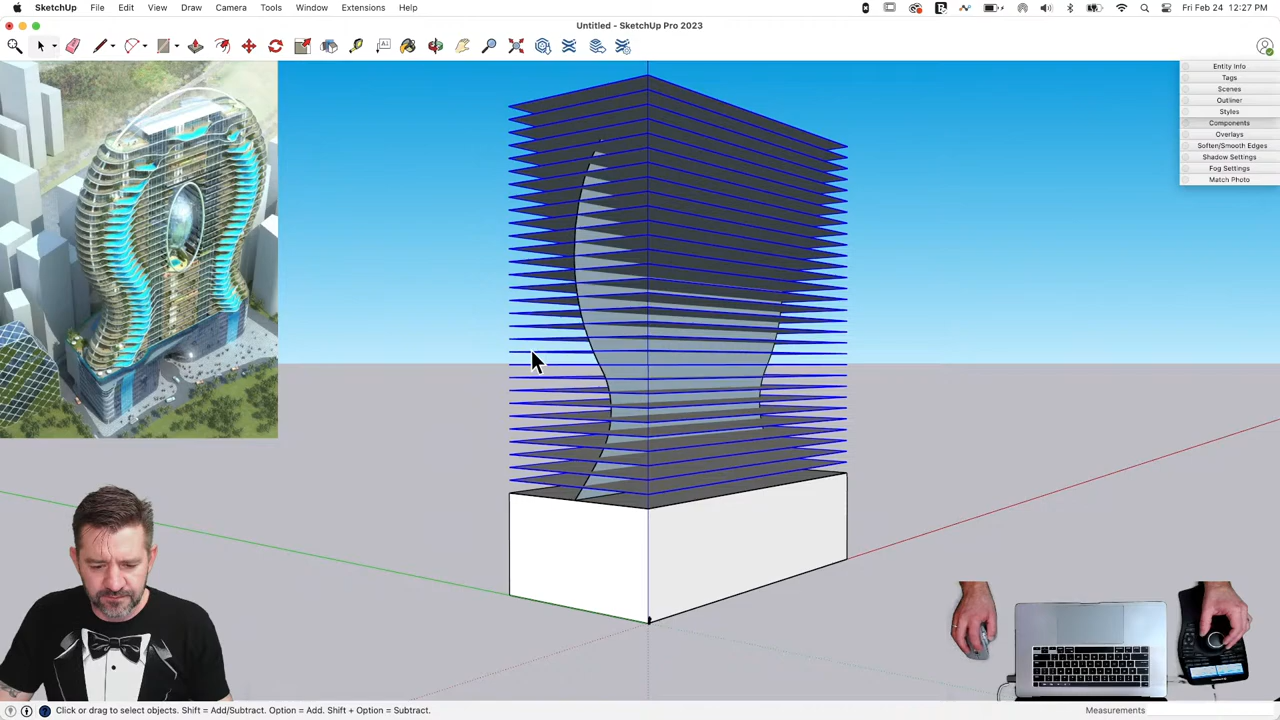 SketchUp File Edit View Draw Camera Tools Window Extensions Help Fri Feb 24 12:27 PM
Untitled - SketchUp Pro 2023
Entity Info
Tags
Scenes
Outliner
Styles
Components
Overlays
Soften/Smooth Edges
Shadow Settings
Fog Settings
Match Photo
Click or drag to select objects. Shift = Add/Subtract. Option = Add. Shift + Option = Subtract. Measurements